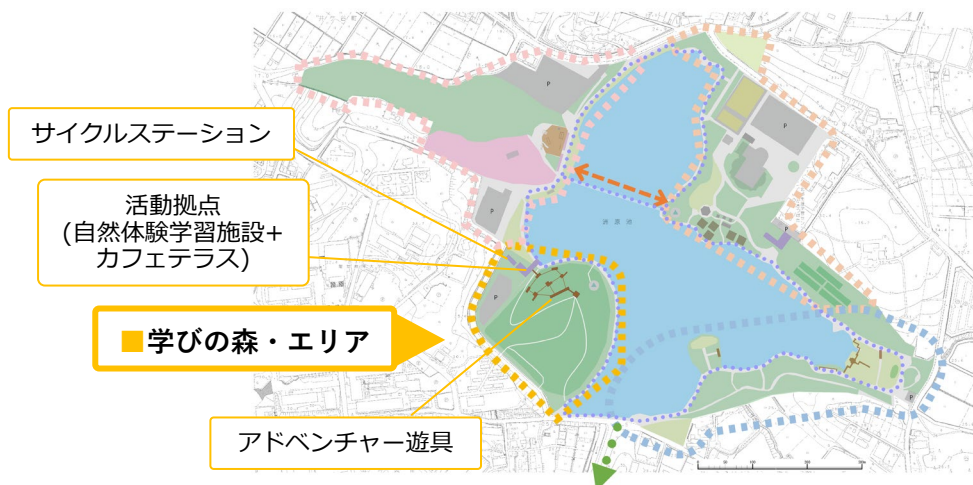 サイクルステーション
活動拠点
(自然体験学習施設+
カフェテラス)
■学びの森・エリア
アドベンチャー遊具
P
P
P
P
P
P